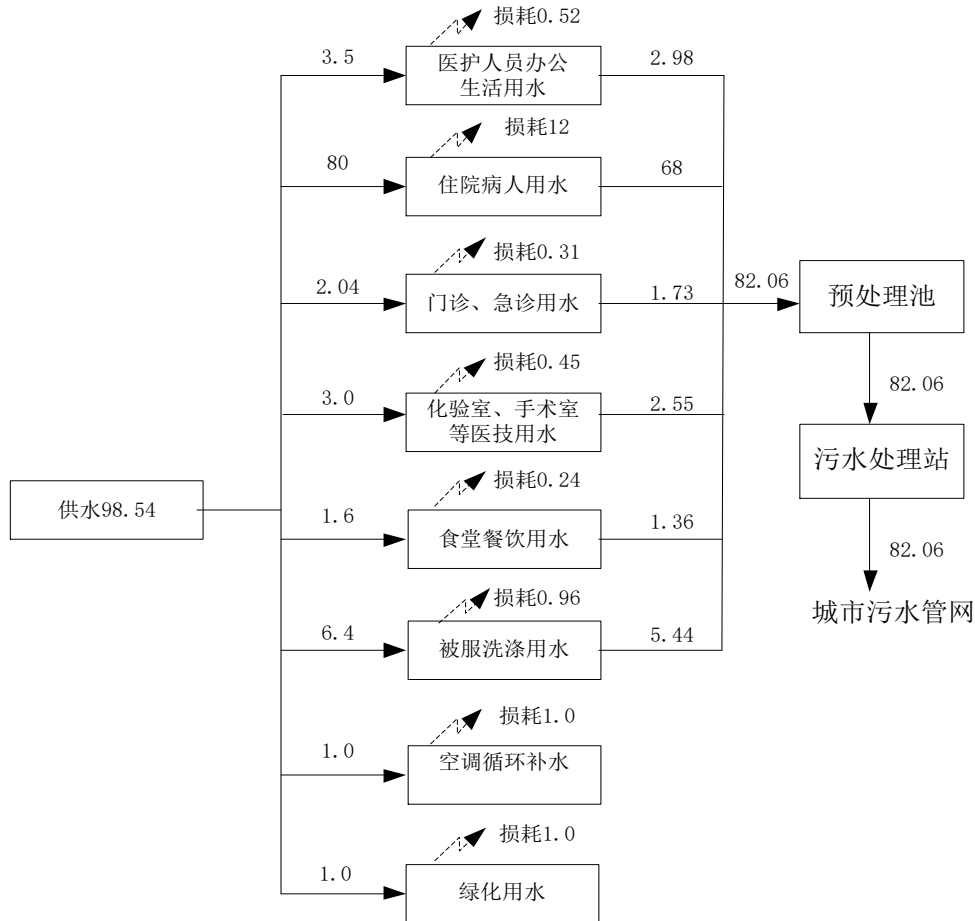 损耗0.52
3.5
医护人员办公
生活用水
2.98
损耗12
80
住院病人用水
68
损耗0.31
2.04
门诊、急诊用水
1.73
82.06
预处理池
损耗0.45
3.0
化验室、手术室
等医技用水
2.55
82.06
污水处理站
供水98.54
损耗0.24
1.6
食堂餐饮用水
1.36
82.06
城市污水管网
损耗0.96
6.4
被服洗涤用水
5.44
损耗1.0
1.0
空调循环补水
损耗1.0
1.0
绿化用水